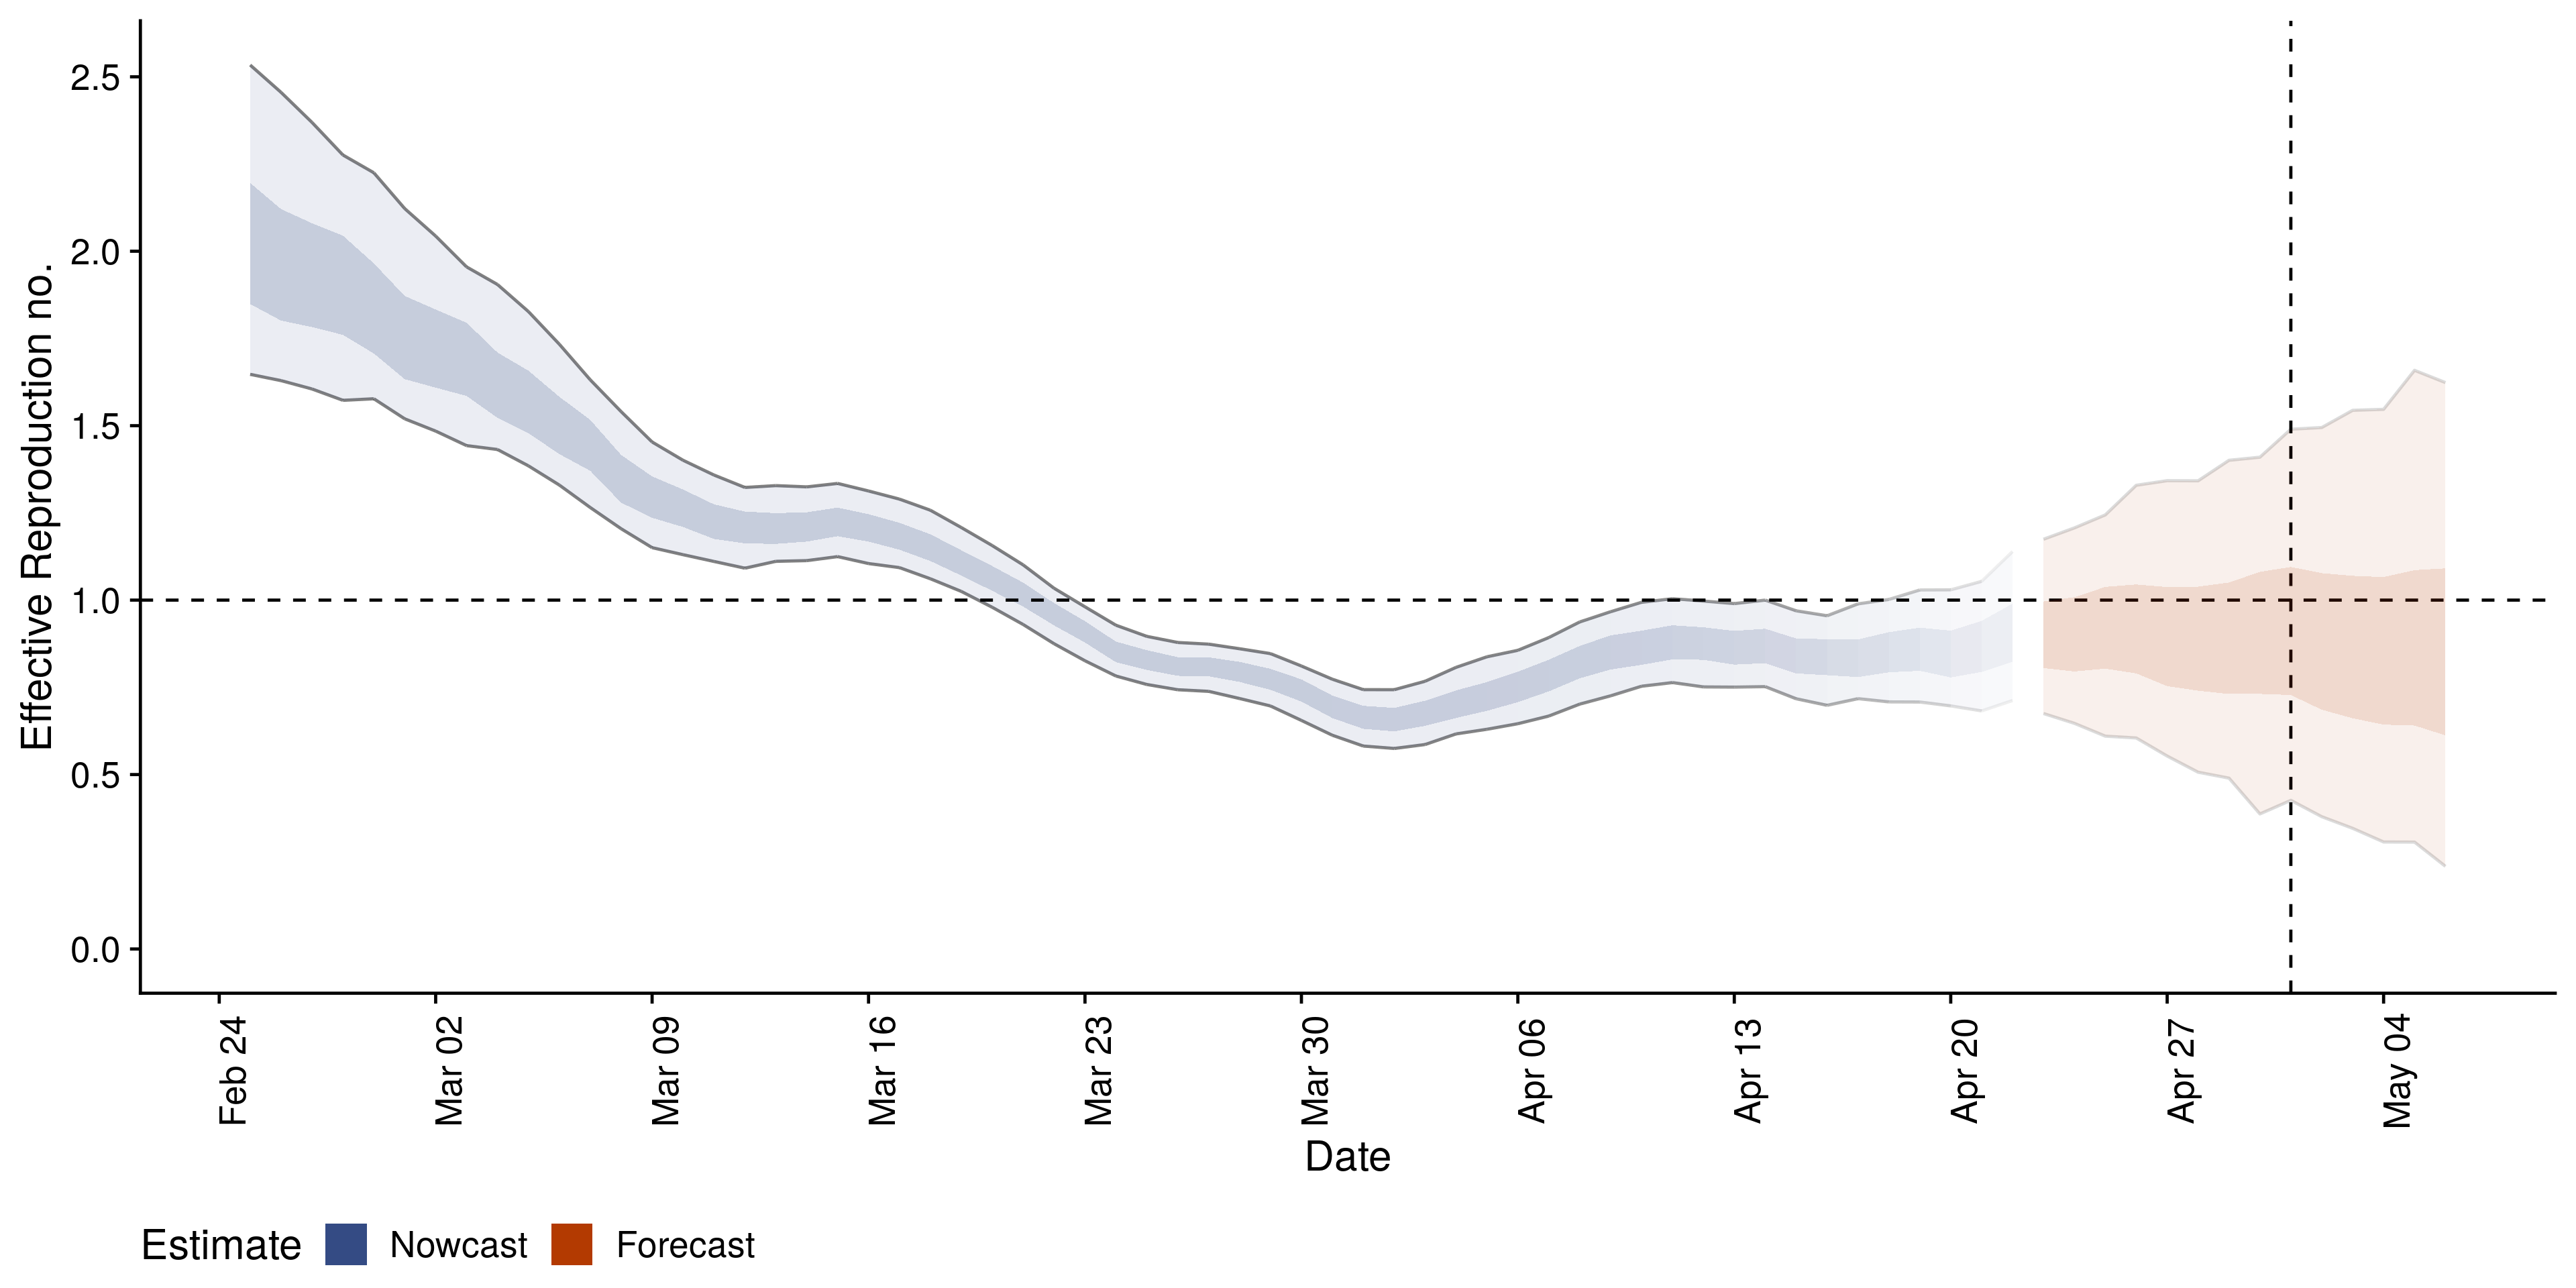 Effective Reproduction no.
2.5
2.0
1.5
1.0
0.5
0.0
Feb 24
Mar 02
Mar 09
Mar 16
Mar 23
Mar 30
Apr 06
Apr 13
Apr 20
Apr 27
May 04
Date
Estimate Nowcast Forecast